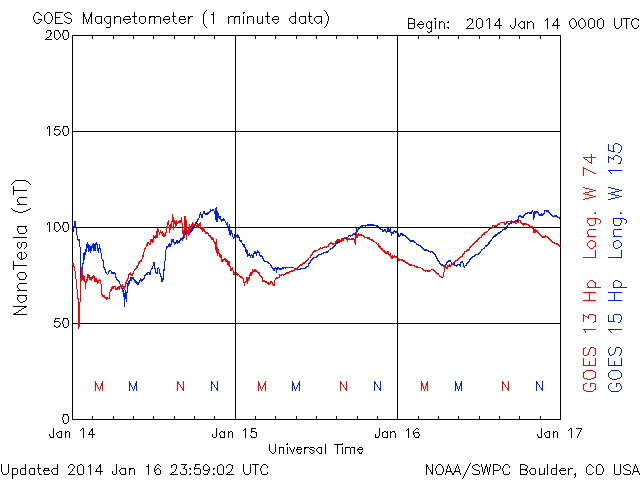 GOES Magnetometer (1 minute data)
Begin: 2014 Jan 14 0000 UTC
200
150
100
50
0
NanoTesla (nT)
M M N N M M N N M M N N
Jan 14 Jan 15 Jan 16 Jan 17
Universal Time
GOES 13 Hp Long. W 74
GOES 15 Hp Long. W 135
Updated 2014 Jan 16 23:59:02 UTC
NOAA/SWPC Boulder, CO USA